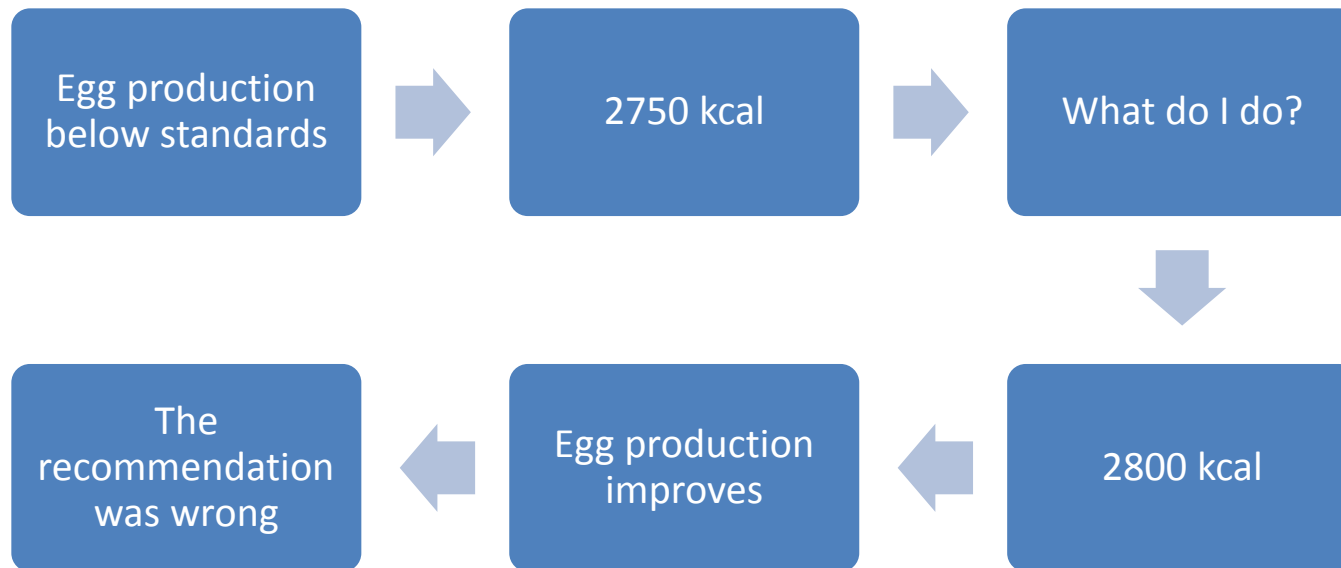 Egg production
below standards
2750 kcal
What do I do?
2800 kcal
Egg production
improves
The
recommendation
was wrong